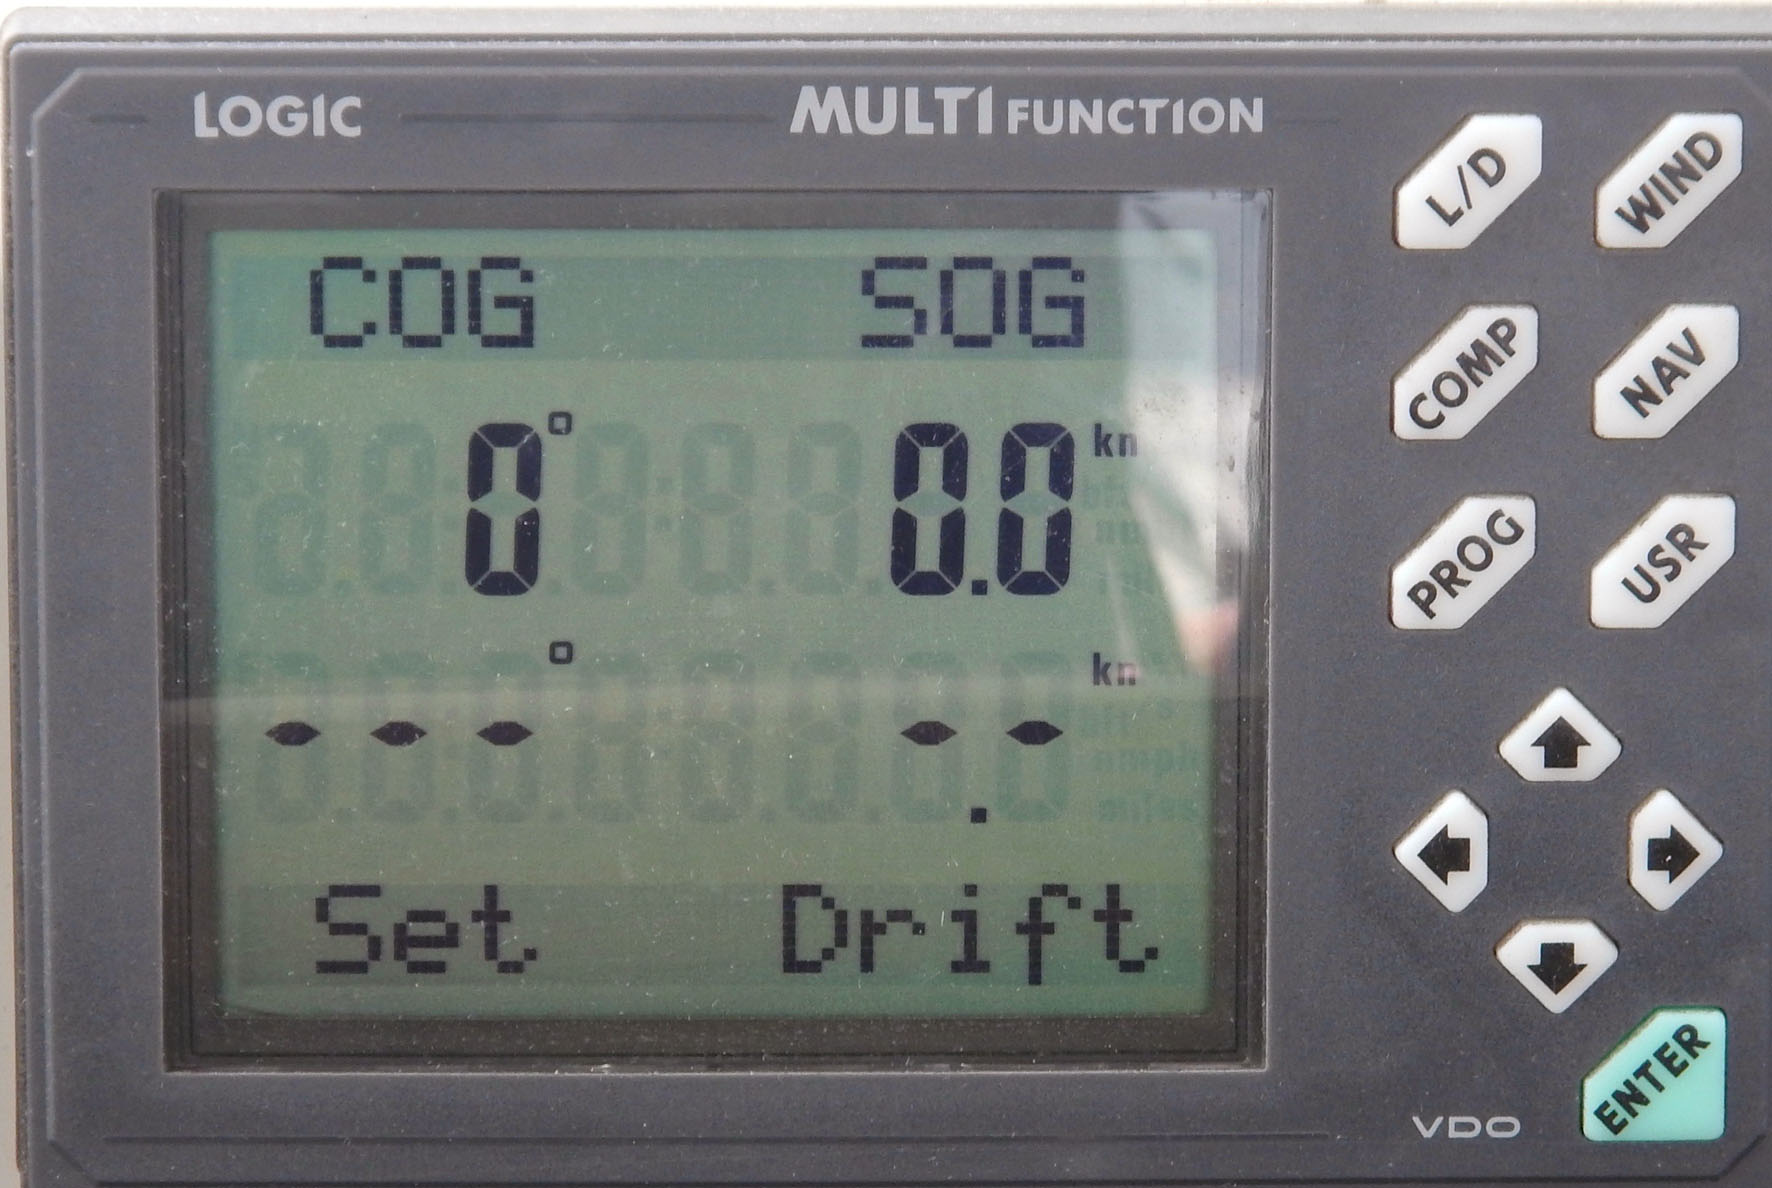 LOGIC MULTI FUNCTION
L/D WIND
COG SOG
COMP NAV
0° 0.0 kn
PROG USR
---° -.- kn
Set Drift
ENTER
VDO